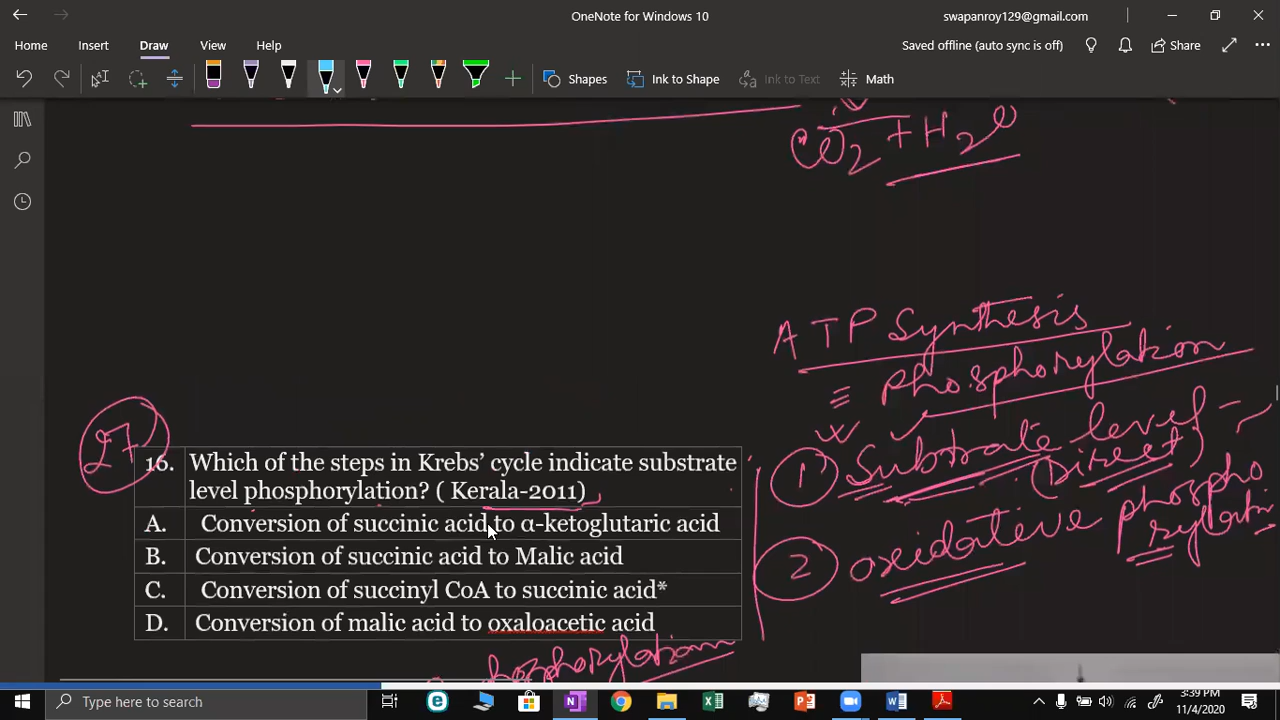 OneNote for Windows 10
swapanroy129@gmail.com
Home Insert Draw View Help
Saved offline (auto sync is off)
Share
Shapes
Ink to Shape
Ink to Text
Math
CO2 + H2O
ATP Synthesis
= phosphorylation
1 Substrate level -
(Direct)
2 oxidative phospho
rylation
27
16. Which of the steps in Krebs’ cycle indicate substrate
level phosphorylation? ( Kerala-2011)
A. Conversion of succinic acid to α-ketoglutaric acid
B. Conversion of succinic acid to Malic acid
C. Conversion of succinyl CoA to succinic acid*
D. Conversion of malic acid to oxaloacetic acid
phosphorylation
Type here to search
3:39 PM
11/4/2020